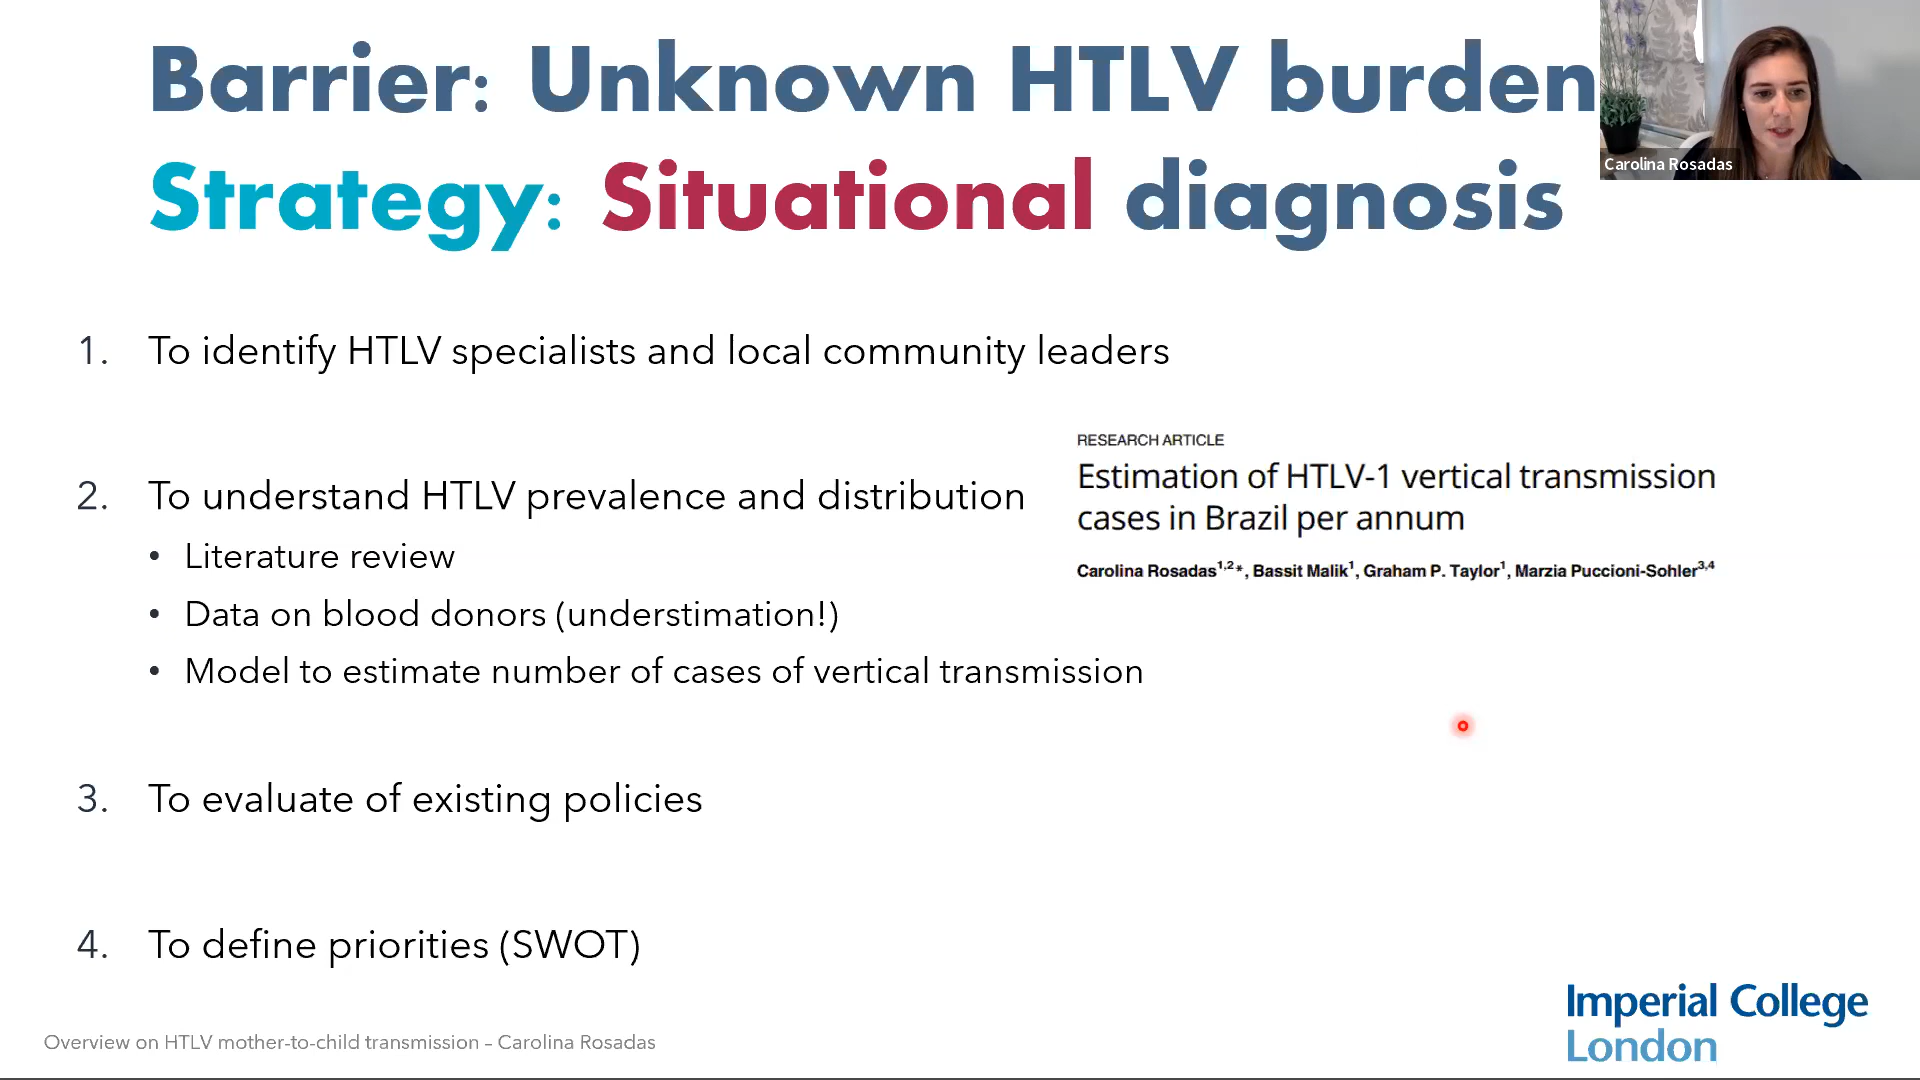 Barrier: Unknown HTLV burden
Strategy: Situational diagnosis
Carolina Rosadas
1. To identify HTLV specialists and local community leaders
2. To understand HTLV prevalence and distribution
• Literature review
• Data on blood donors (understimation!)
• Model to estimate number of cases of vertical transmission
RESEARCH ARTICLE
Estimation of HTLV-1 vertical transmission
cases in Brazil per annum
Carolina Rosadas1,2*, Bassit Malik1, Graham P. Taylor1, Marzia Puccioni-Sohler3,4
3. To evaluate of existing policies
4. To define priorities (SWOT)
Overview on HTLV mother-to-child transmission – Carolina Rosadas
Imperial College
London